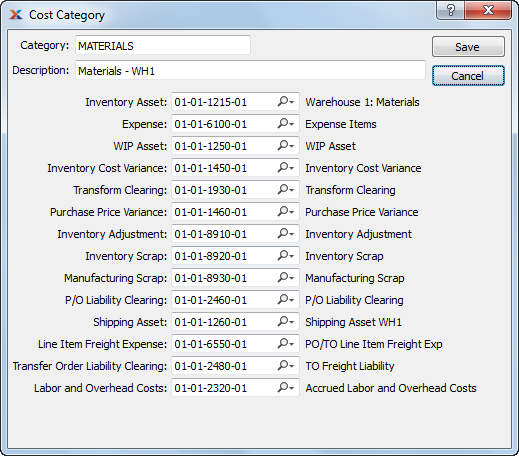 Cost Category
Category: MATERIALS
Save
Description: Materials - WH1
Cancel
Inventory Asset: 01-01-1215-01 Warehouse 1: Materials
Expense: 01-01-6100-01 Expense Items
WIP Asset: 01-01-1250-01 WIP Asset
Inventory Cost Variance: 01-01-1450-01 Inventory Cost Variance
Transform Clearing: 01-01-1930-01 Transform Clearing
Purchase Price Variance: 01-01-1460-01 Purchase Price Variance
Inventory Adjustment: 01-01-8910-01 Inventory Adjustment
Inventory Scrap: 01-01-8920-01 Inventory Scrap
Manufacturing Scrap: 01-01-8930-01 Manufacturing Scrap
P/O Liability Clearing: 01-01-2460-01 P/O Liability Clearing
Shipping Asset: 01-01-1260-01 Shipping Asset WH1
Line Item Freight Expense: 01-01-6550-01 PO/TO Line Item Freight Exp
Transfer Order Liability Clearing: 01-01-2480-01 TO Freight Liability
Labor and Overhead Costs: 01-01-2320-01 Accrued Labor and Overhead Costs